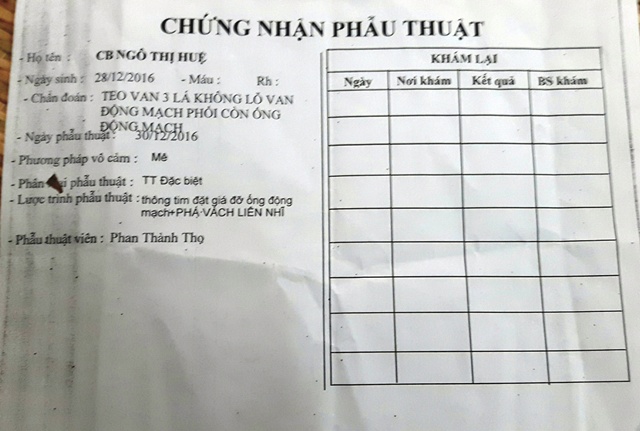 CHỨNG NHẬN PHẪU THUẬT
- Họ tên : CB NGÔ THỊ HUỆ
- Ngày sinh : 28/12/2016 - Máu : Rh :
- Chẩn đoán : TEO VAN 3 LÁ KHÔNG LỖ VAN
ĐỘNG MẠCH PHỔI CÒN ỐNG
ĐỘNG MẠCH
- Ngày phẫu thuật : 30/12/2016
- Phương pháp vô cảm : Mê
- Phân ại phẫu thuật : TT Đặc biệt
- Lược trình phẫu thuật : thông tim đặt giá đỡ ống động
mạch+PHÁ VÁCH LIÊN NHĨ
- Phẫu thuật viên : Phan Thành Thọ
KHÁM LẠI
Ngày Nơi khám Kết quả BS khám